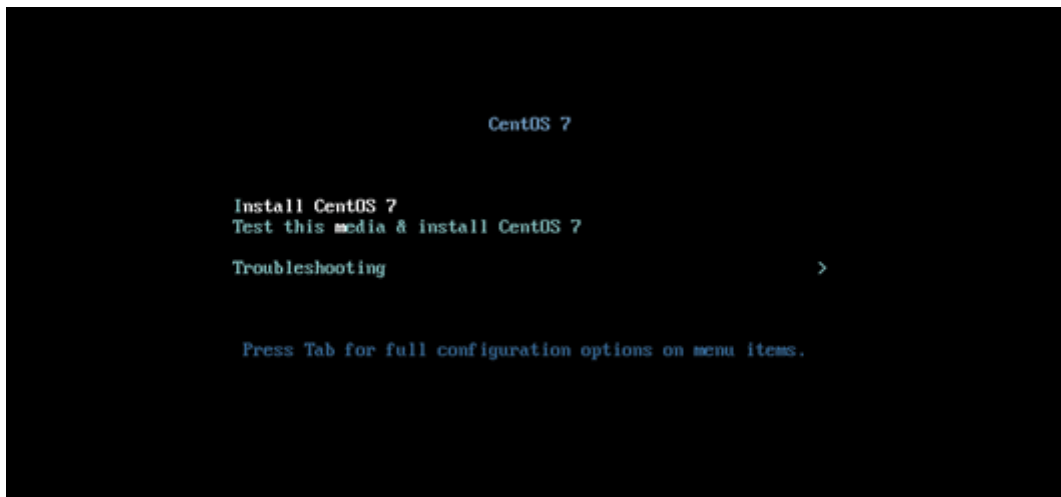 CentOS 7
Install CentOS 7
Test this media & install CentOS 7
Troubleshooting >
Press Tab for full configuration options on menu items.